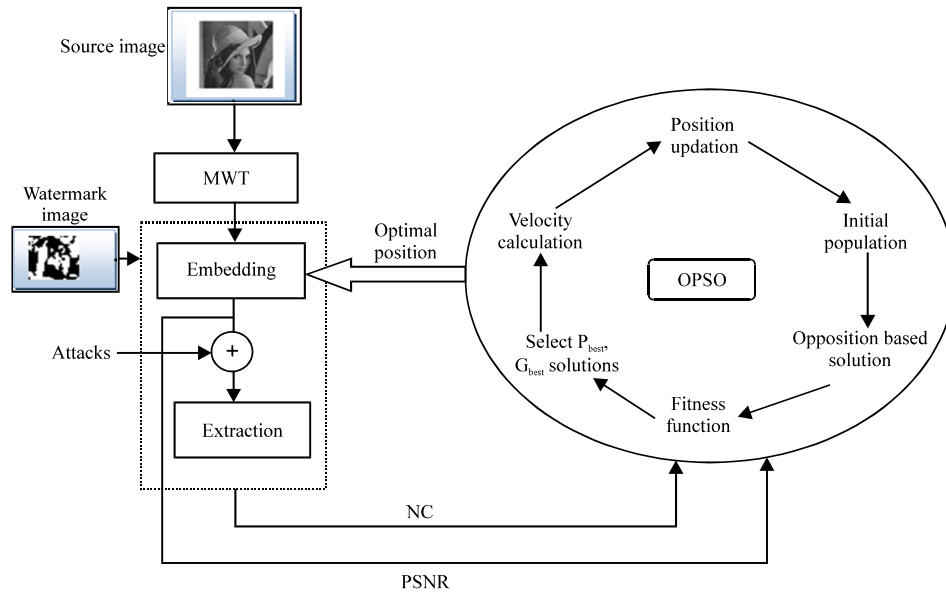 Source image
MWT
Watermark
image
Embedding
Optimal
position
Attacks
+
Extraction
NC
PSNR
OPSO
Position
updation
Initial
population
Opposition based
solution
Fitness
function
Select Pbest,
Gbest solutions
Velocity
calculation